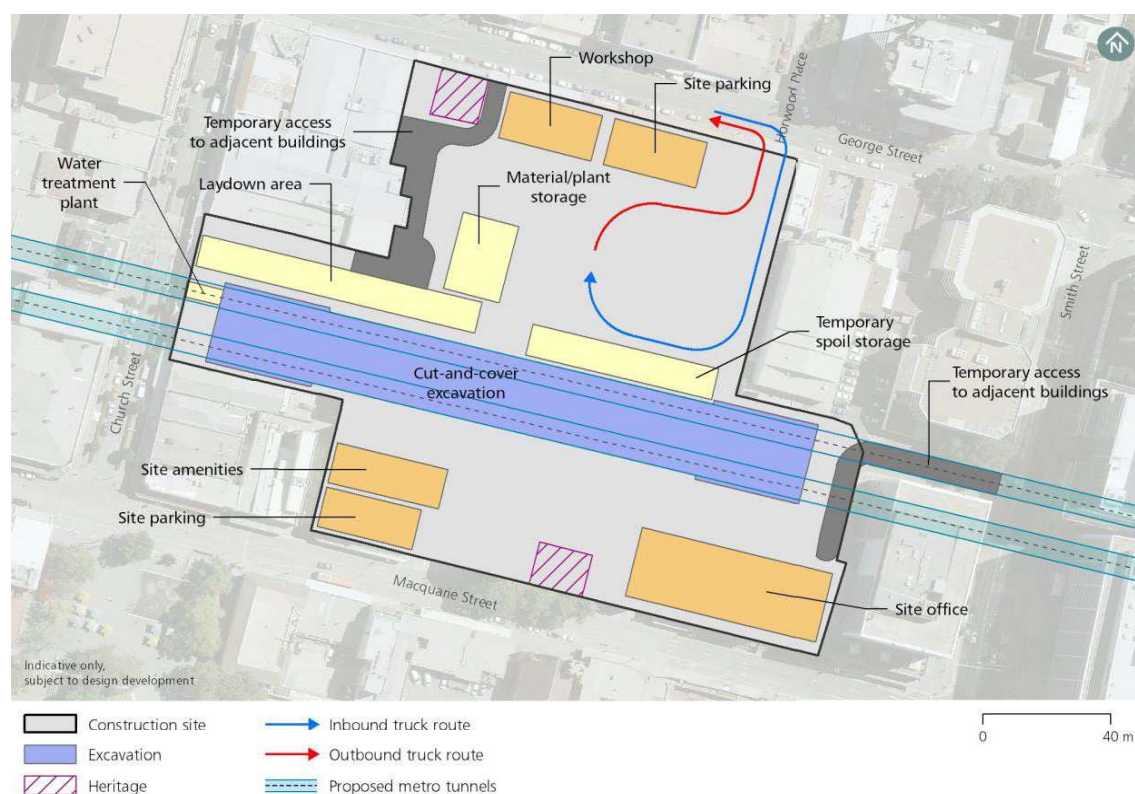 N
Workshop
Site parking
Horwood Place
George Street
Temporary access
to adjacent buildings
Water
treatment
plant
Laydown area
Material/plant
storage
Smith Street
Temporary
spoil storage
Cut-and-cover
excavation
Church Street
Temporary access
to adjacent buildings
Site amenities
Site parking
Macquarie Street
Site office
Indicative only,
subject to design development
Construction site
Inbound truck route
0 40 m
Excavation
Outbound truck route
Heritage
Proposed metro tunnels